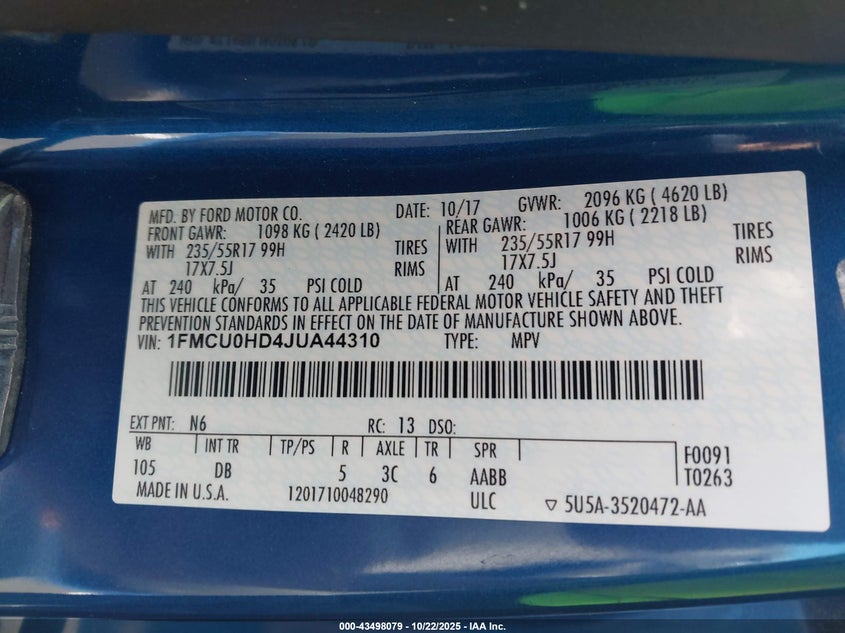 MFD. BY FORD MOTOR CO. DATE: 10/17 GVWR: 2096 KG ( 4620 LB)
FRONT GAWR: 1098 KG ( 2420 LB) REAR GAWR: 1006 KG ( 2218 LB)
WITH 235/55R17 99H TIRES WITH 235/55R17 99H TIRES
17X7.5J RIMS 17X7.5J RIMS
AT 240 kPa/ 35 PSI COLD AT 240 kPa/ 35 PSI COLD
THIS VEHICLE CONFORMS TO ALL APPLICABLE FEDERAL MOTOR VEHICLE SAFETY AND THEFT
PREVENTION STANDARDS IN EFFECT ON THE DATE OF MANUFACTURE SHOWN ABOVE.
VIN: 1FMCU0HD4JUA44310 TYPE: MPV
EXT PNT: N6 RC: 13 DSO:
WB INT TR TP/PS R AXLE TR SPR F0091
105 DB 5 3C 6 AABB T0263
MADE IN U.S.A. 1201710048290 ULC ▽ 5U5A-3520472-AA
000-43498079 - 10/22/2025 - IAA Inc.